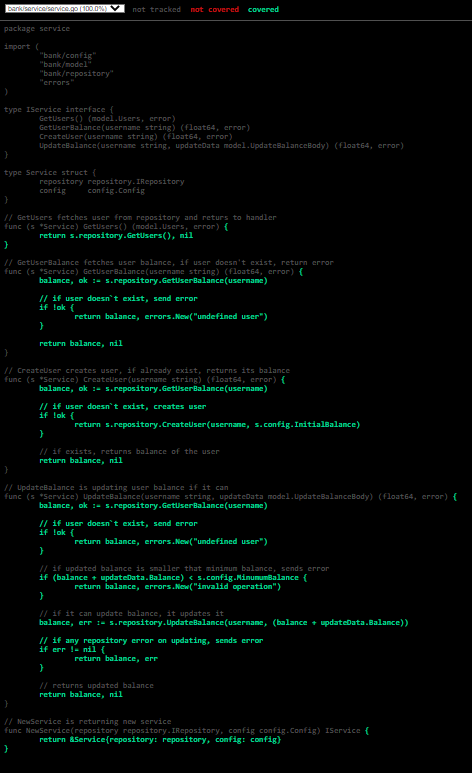 bank/service/service.go (100.0%) not tracked not covered covered
package service
import (
"bank/config"
"bank/model"
"bank/repository"
"errors"
)
type IService interface {
GetUsers() (model.Users, error)
GetUserBalance(username string) (float64, error)
CreateUser(username string) (float64, error)
UpdateBalance(username string, updateData model.UpdateBalanceBody) (float64, error)
}
type Service struct {
repository repository.IRepository
config config.Config
}
// GetUsers fetches user from repository and returs to handler
func (s *Service) GetUsers() (model.Users, error) {
return s.repository.GetUsers(), nil
}
// GetUserBalance fetches user balance, if user doesn`t exist, return error
func (s *Service) GetUserBalance(username string) (float64, error) {
balance, ok := s.repository.GetUserBalance(username)
// if user doesn`t exist, send error
if !ok {
return balance, errors.New("undefined user")
}
return balance, nil
}
// CreateUser creates user, if already exist, returns its balance
func (s *Service) CreateUser(username string) (float64, error) {
balance, ok := s.repository.GetUserBalance(username)
// if user doesn`t exist, creates user
if !ok {
return s.repository.CreateUser(username, s.config.InitialBalance)
}
// if exists, returns balance of the user
return balance, nil
}
// UpdateBalance is updating user balance if it can
func (s *Service) UpdateBalance(username string, updateData model.UpdateBalanceBody) (float64, error) {
balance, ok := s.repository.GetUserBalance(username)
// if user doesn`t exist, send error
if !ok {
return balance, errors.New("undefined user")
}
// if updated balance is smaller that minimum balance, sends error
if (balance + updateData.Balance) < s.config.MinumumBalance {
return balance, errors.New("invalid operation")
}
// if it can update balance, it updates it
balance, err := s.repository.UpdateBalance(username, (balance + updateData.Balance))
// if any repository error on updating, sends error
if err != nil {
return balance, err
}
// returns updated balance
return balance, nil
}
// NewService is returning new service
func NewService(repository repository.IRepository, config config.Config) IService {
return &Service{repository: repository, config: config}
}